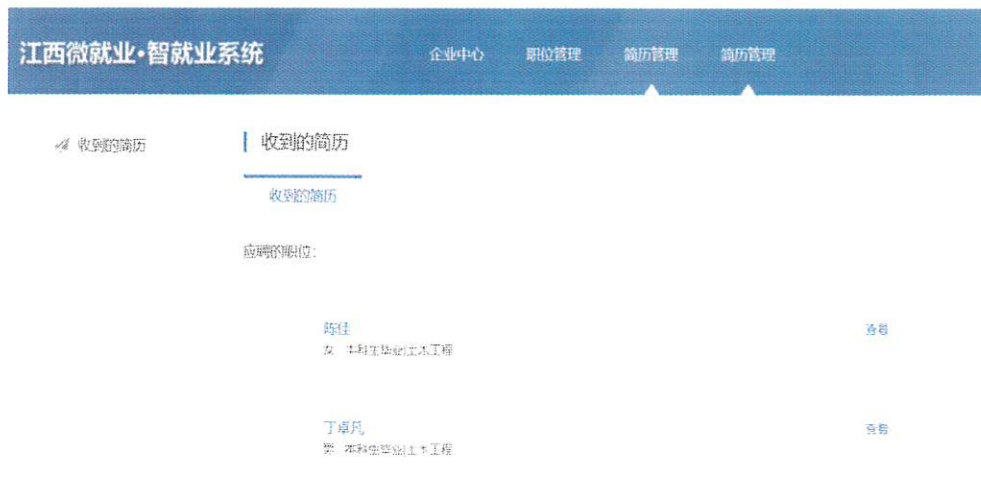 江西微就业•智就业系统
企业中心 职位管理 简历管理 简历管理
收到的简历
收到的简历
收到的简历
应聘的职位：
陈佳 查看
女 本科生毕业|土木工程
丁卓凡 查看
男 本科生毕业|土木工程